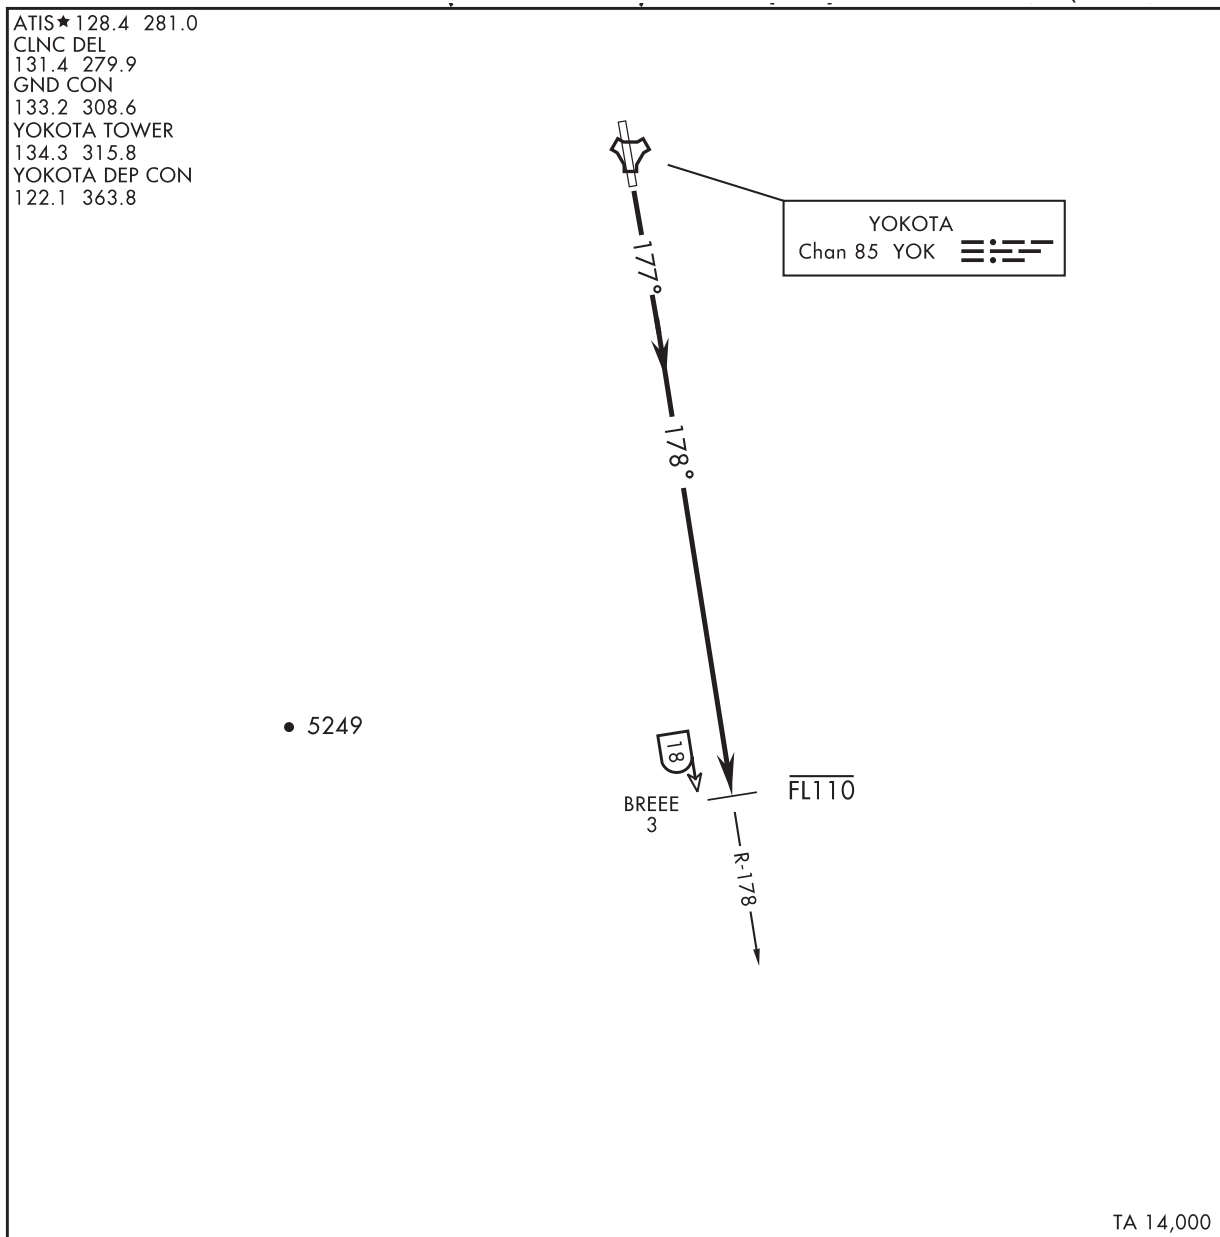 ATIS★128.4 281.0
CLNC DEL
131.4 279.9
GND CON
133.2 308.6
YOKOTA TOWER
134.3 315.8
YOKOTA DEP CON
122.1 363.8
YOKOTA
Chan 85 YOK
177°
178°
5249
18
BREEE
3
FL110
R-178
TA 14,000